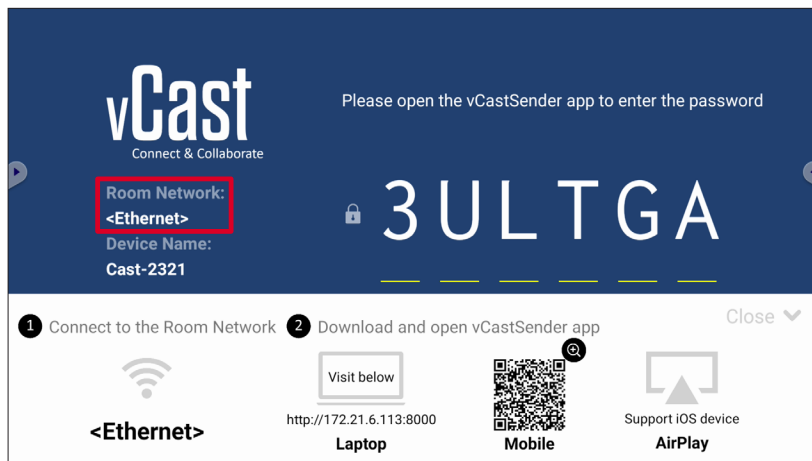 vCast
Connect & Collaborate
Please open the vCastSender app to enter the password
Room Network:
<Ethernet>
Device Name:
Cast-2321
3ULTGA
1 Connect to the Room Network
2 Download and open vCastSender app
Close
<Ethernet>
Visit below
http://172.21.6.113:8000
Laptop
Mobile
Support iOS device
AirPlay